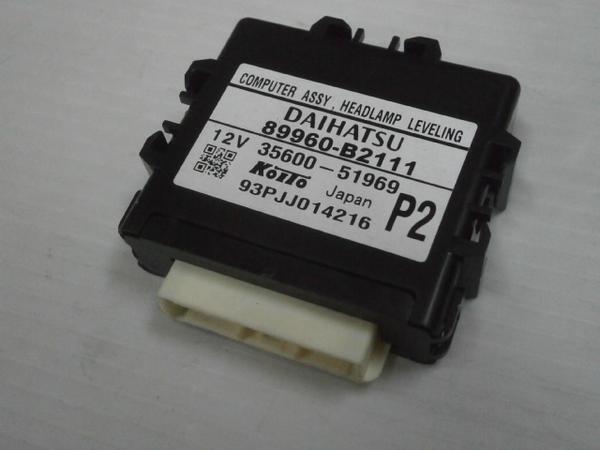 COMPUTER ASSY, HEADLAMP LEVELING
DAIHATSU
89960-B2111
12V 35600-51969
KOITO Japan
93PJJ014216 P2